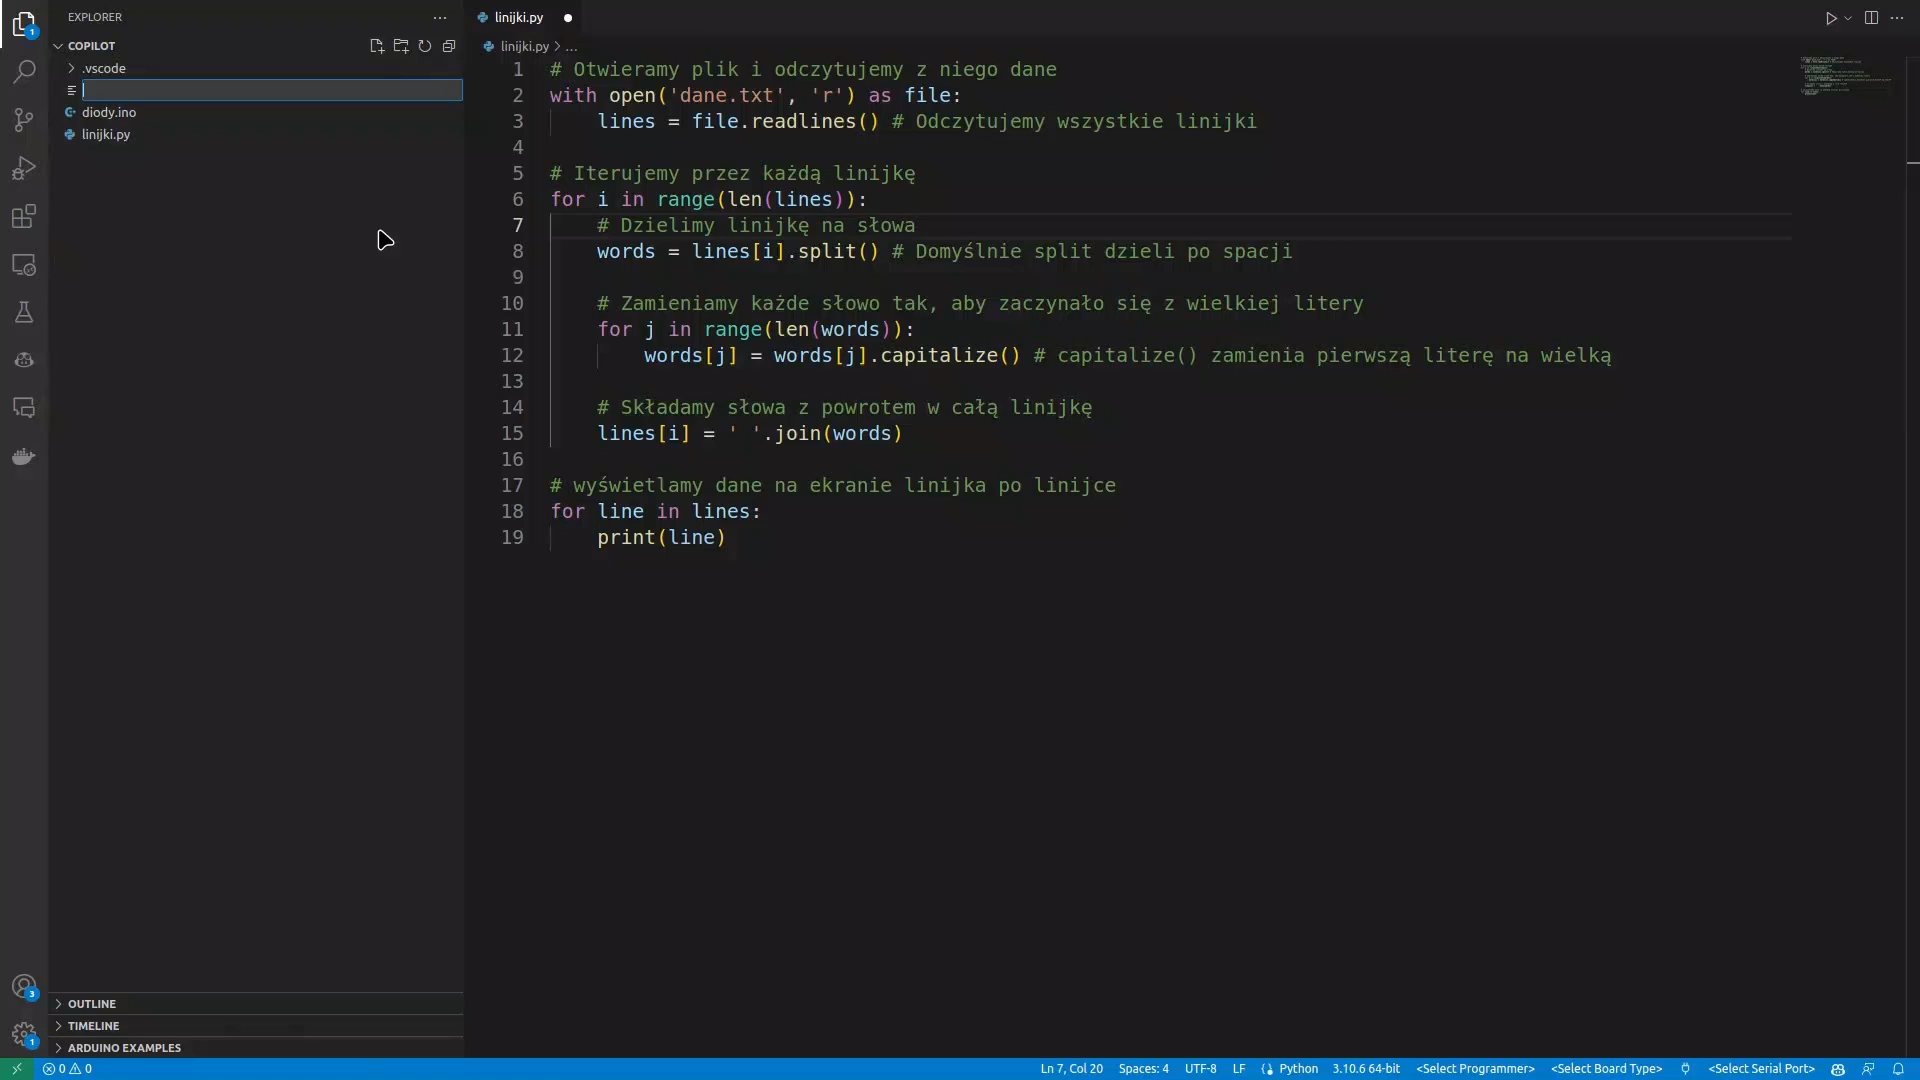 EXPLORER
COPILOT
.vscode
diody.ino
linijki.py
OUTLINE
TIMELINE
ARDUINO EXAMPLES
1
3
1
linijki.py
linijki.py > ...
1 # Otwieramy plik i odczytujemy z niego dane
2 with open('dane.txt', 'r') as file:
3     lines = file.readlines() # Odczytujemy wszystkie linijki
4
5 # Iterujemy przez każdą linijkę
6 for i in range(len(lines)):
7     # Dzielimy linijkę na słowa
8     words = lines[i].split() # Domyślnie split dzieli po spacji
9
10     # Zamieniamy każde słowo tak, aby zaczynało się z wielkiej litery
11     for j in range(len(words)):
12         words[j] = words[j].capitalize() # capitalize() zamienia pierwszą literę na wielką
13
14     # Składamy słowa z powrotem w całą linijkę
15     lines[i] = ' '.join(words)
16
17 # wyświetlamy dane na ekranie linijka po linijce
18 for line in lines:
19     print(line)
0 0 Ln 7, Col 20 Spaces: 4 UTF-8 LF Python 3.10.6 64-bit <Select Programmer> <Select Board Type> <Select Serial Port>